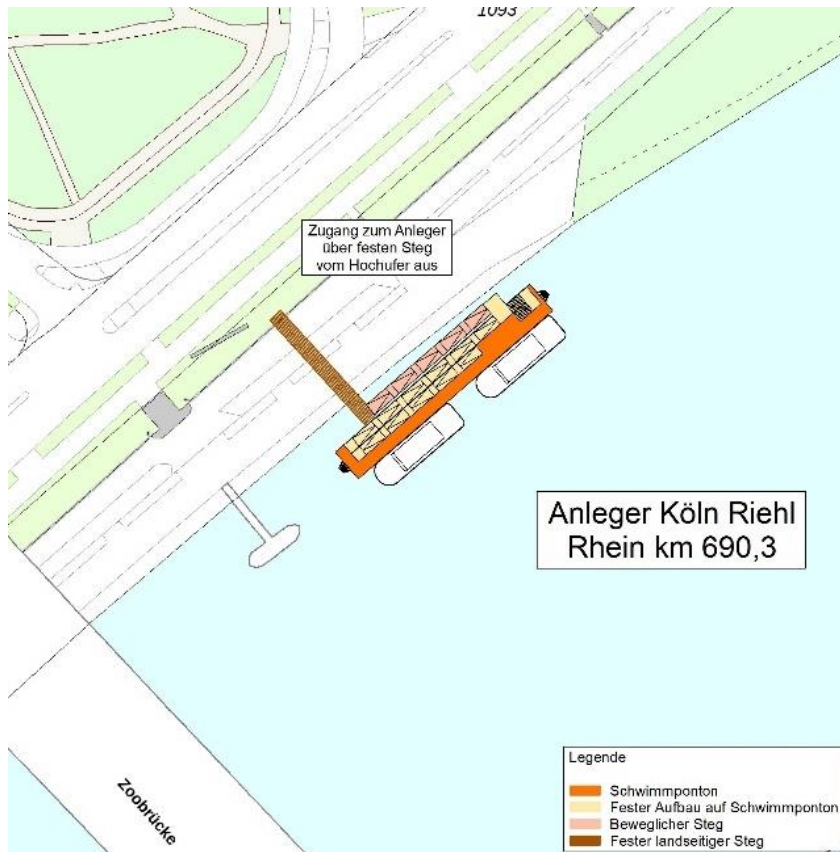 1093
Zugang zum Anleger
über festen Steg
vom Hochufer aus
Anleger Köln Riehl
Rhein km 690,3
Zoobrücke
Legende
Schwimmponton
Fester Aufbau auf Schwimmponton
Beweglicher Steg
Fester landseitiger Steg